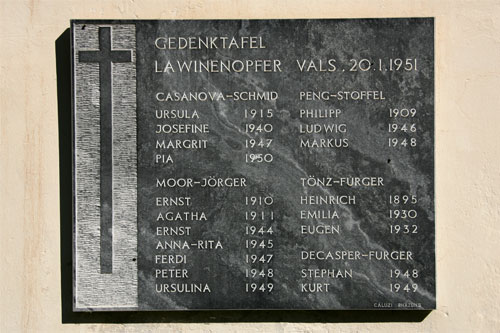 GEDENKTAFEL
LAWINENOPFER VALS., 20.1.1951
CASANOVA-SCHMID
URSULA 1915
JOSEFINE 1940
MARGRIT 1947
PIA 1950
MOOR-JÖRGER
ERNST 1910
AGATHA 1911
ERNST 1944
ANNA-RITA 1945
FERDI 1947
PETER 1948
URSULINA 1949
PENG-STOFFEL
PHILIPP 1909
LUDWIG 1946
MARKUS 1948
TÖNZ-FURGER
HEINRICH 1895
EMILIA 1930
EUGEN 1932
DECASPER-FURGER
STEPHAN 1948
KURT 1949
CALUZI